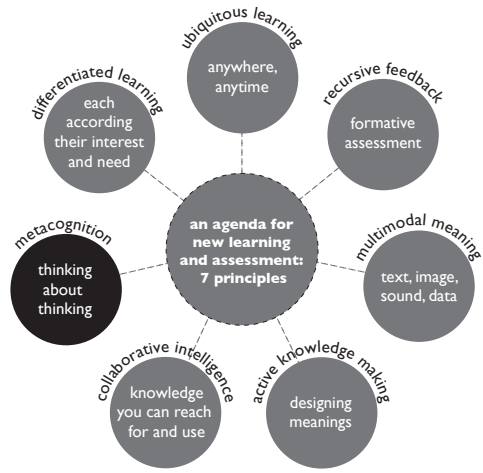 ubiquitous learning
anywhere,
anytime
recursive feedback
formative
assessment
multimodal meaning
text, image,
sound, data
active knowledge making
designing
meanings
collaborative intelligence
knowledge
you can reach
for and use
metacognition
thinking
about
thinking
differentiated learning
each
according
their interest
and need
an agenda for
new learning
and assessment:
7 principles